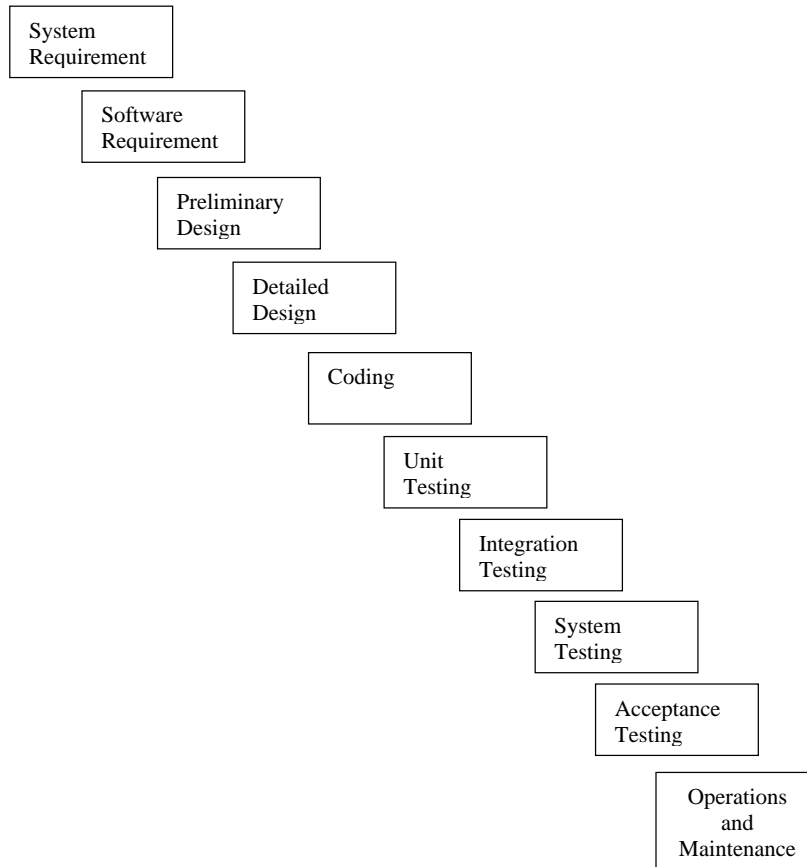 System
Requirement
Software
Requirement
Preliminary
Design
Detailed
Design
Coding
Unit
Testing
Integration
Testing
System
Testing
Acceptance
Testing
Operations
and
Maintenance